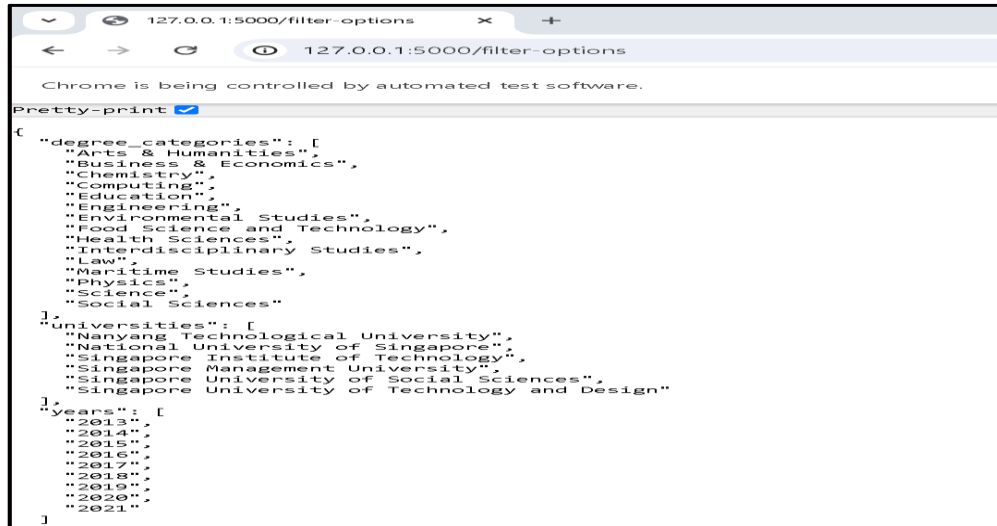 127.0.0.1:5000/filter-options
127.0.0.1:5000/filter-options
Chrome is being controlled by automated test software.
Pretty-print
{
"degree_categories": [
"Arts & Humanities",
"Business & Economics",
"Chemistry",
"Computing",
"Education",
"Engineering",
"Environmental Studies",
"Food Science and Technology",
"Health Sciences",
"Interdisciplinary Studies",
"Law",
"Maritime Studies",
"Physics",
"Science",
"Social Sciences"
],
"universities": [
"Nanyang Technological University",
"National University of Singapore",
"Singapore Institute of Technology",
"Singapore Management University",
"Singapore University of Social Sciences",
"Singapore University of Technology and Design"
],
"years": [
"2013",
"2014",
"2015",
"2016",
"2017",
"2018",
"2019",
"2020",
"2021"
]